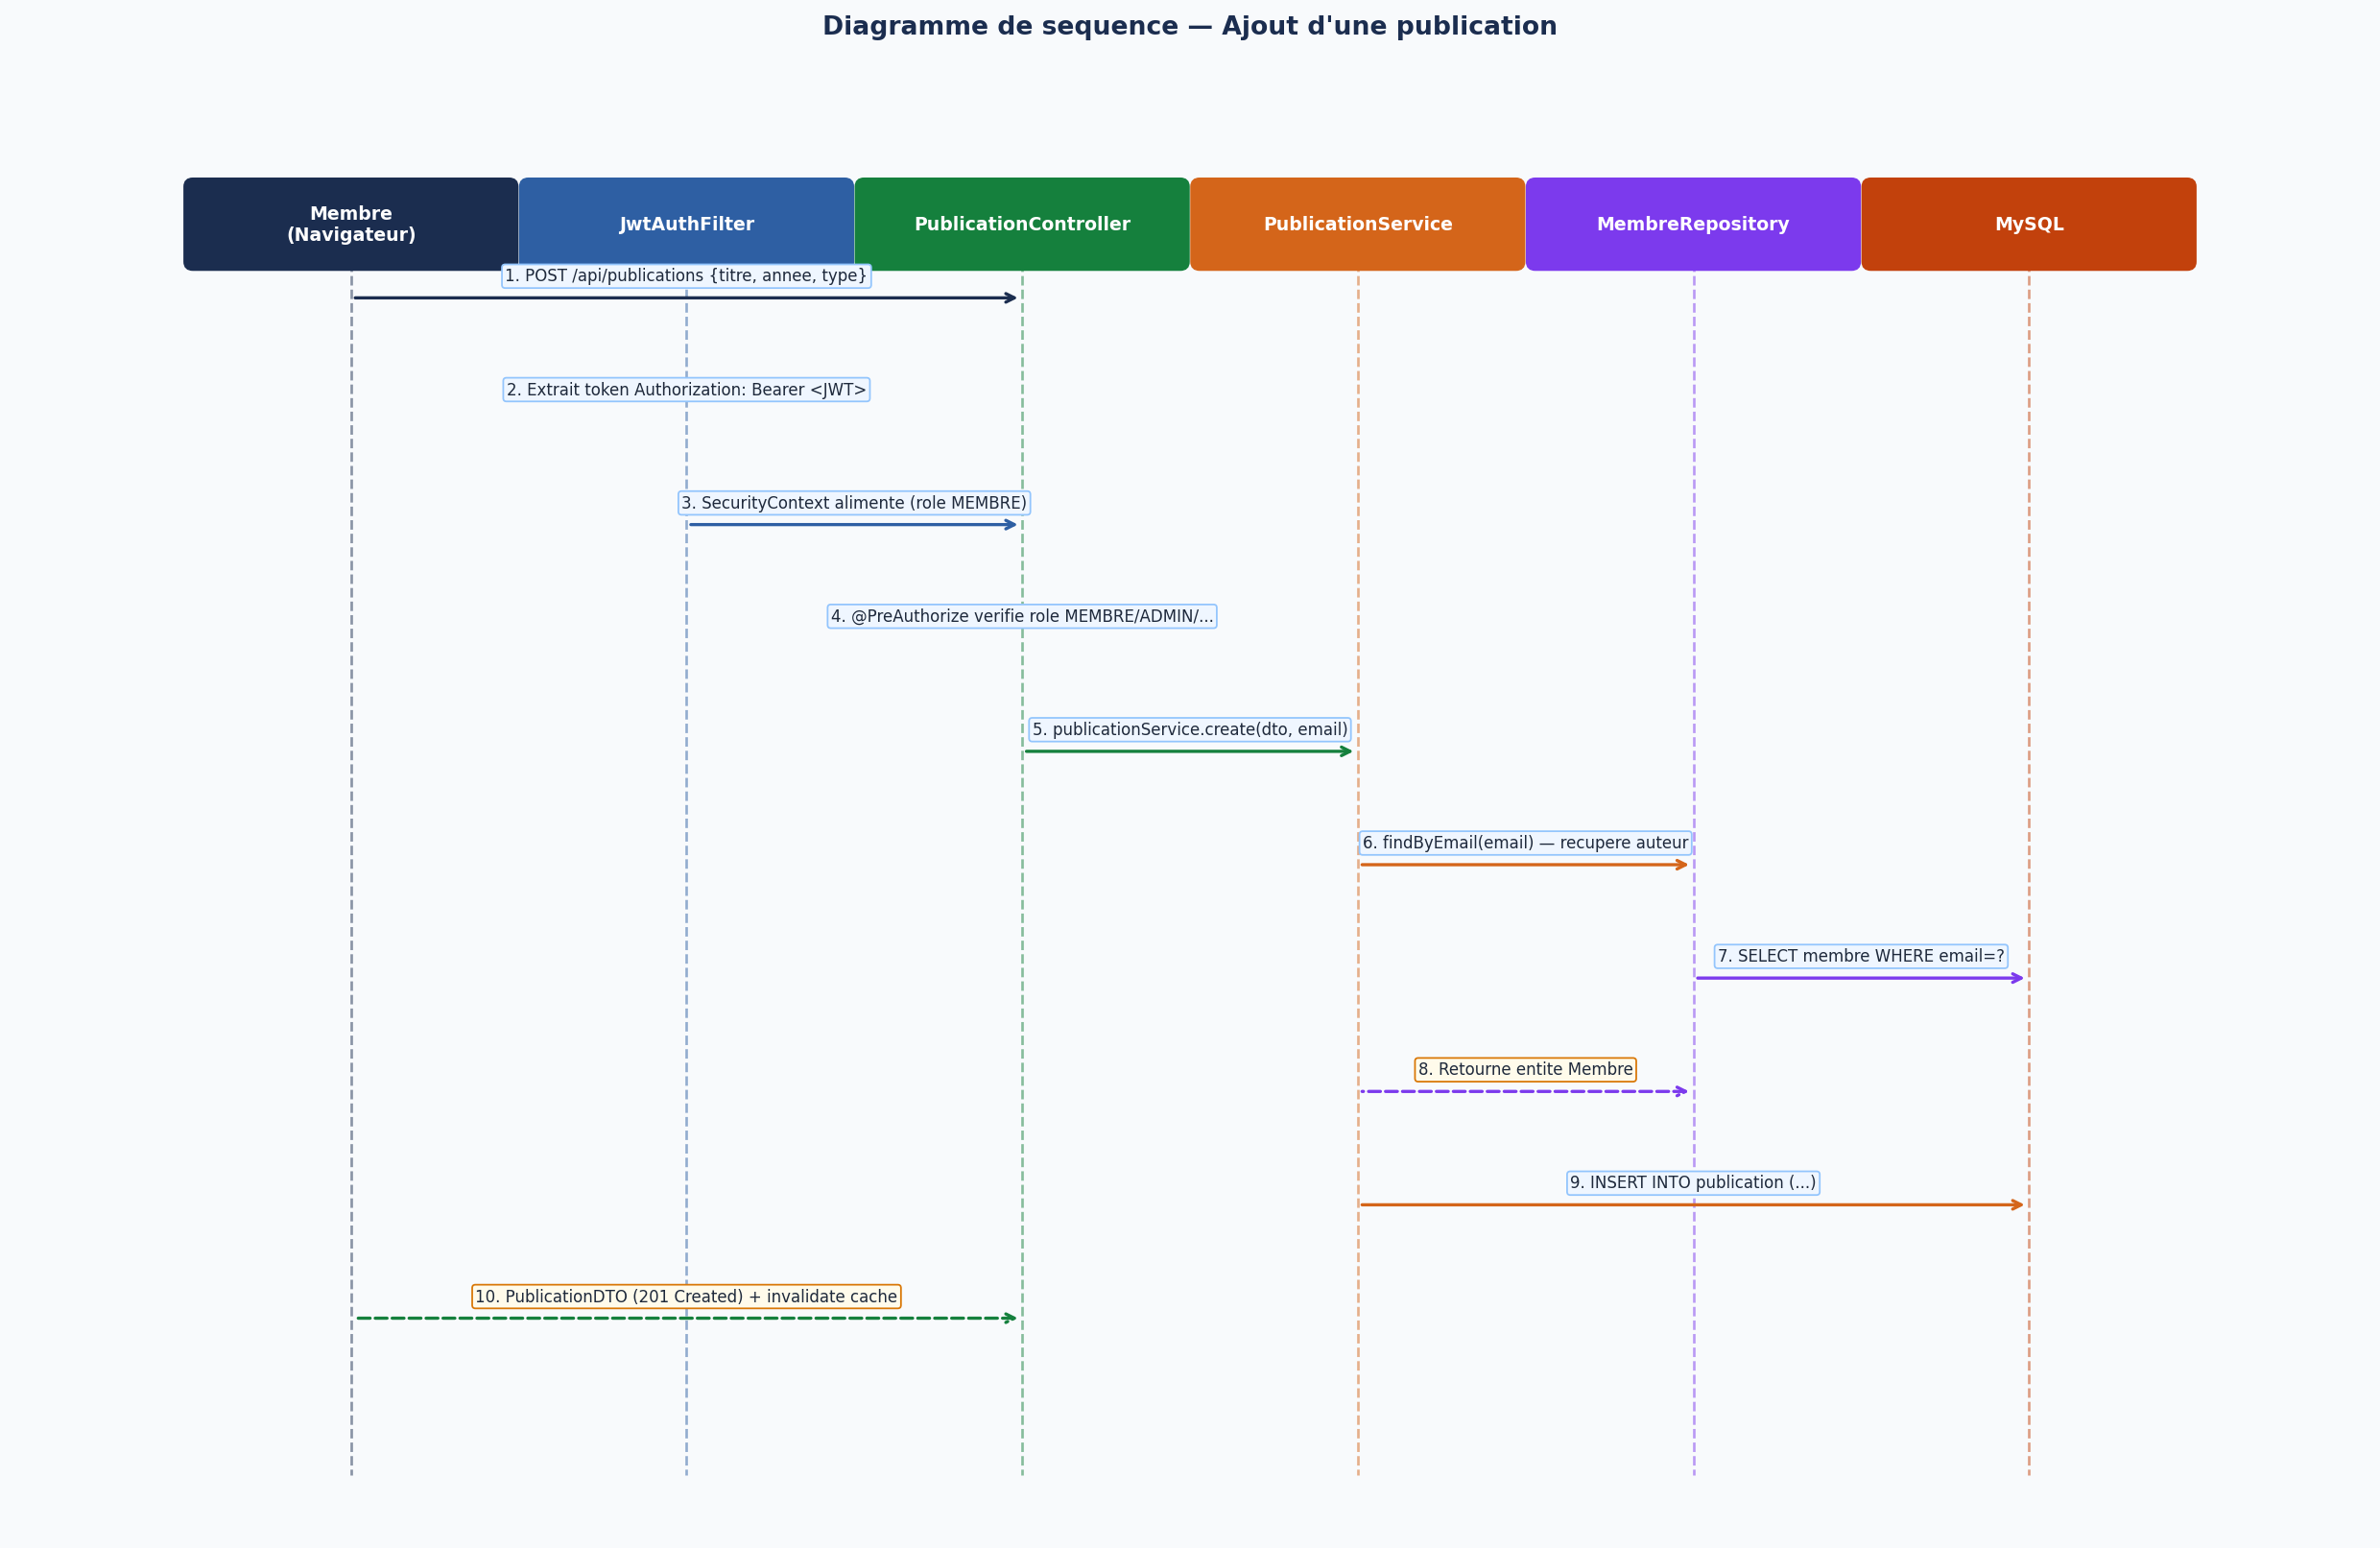 Diagramme de sequence — Ajout d'une publication
Membre
(Navigateur)
JwtAuthFilter
PublicationController
PublicationService
MembreRepository
MySQL
1. POST /api/publications {titre, annee, type}
2. Extrait token Authorization: Bearer <JWT>
3. SecurityContext alimente (role MEMBRE)
4. @PreAuthorize verifie role MEMBRE/ADMIN/...
5. publicationService.create(dto, email)
6. findByEmail(email) — recupere auteur
7. SELECT membre WHERE email=?
8. Retourne entite Membre
9. INSERT INTO publication (...)
10. PublicationDTO (201 Created) + invalidate cache